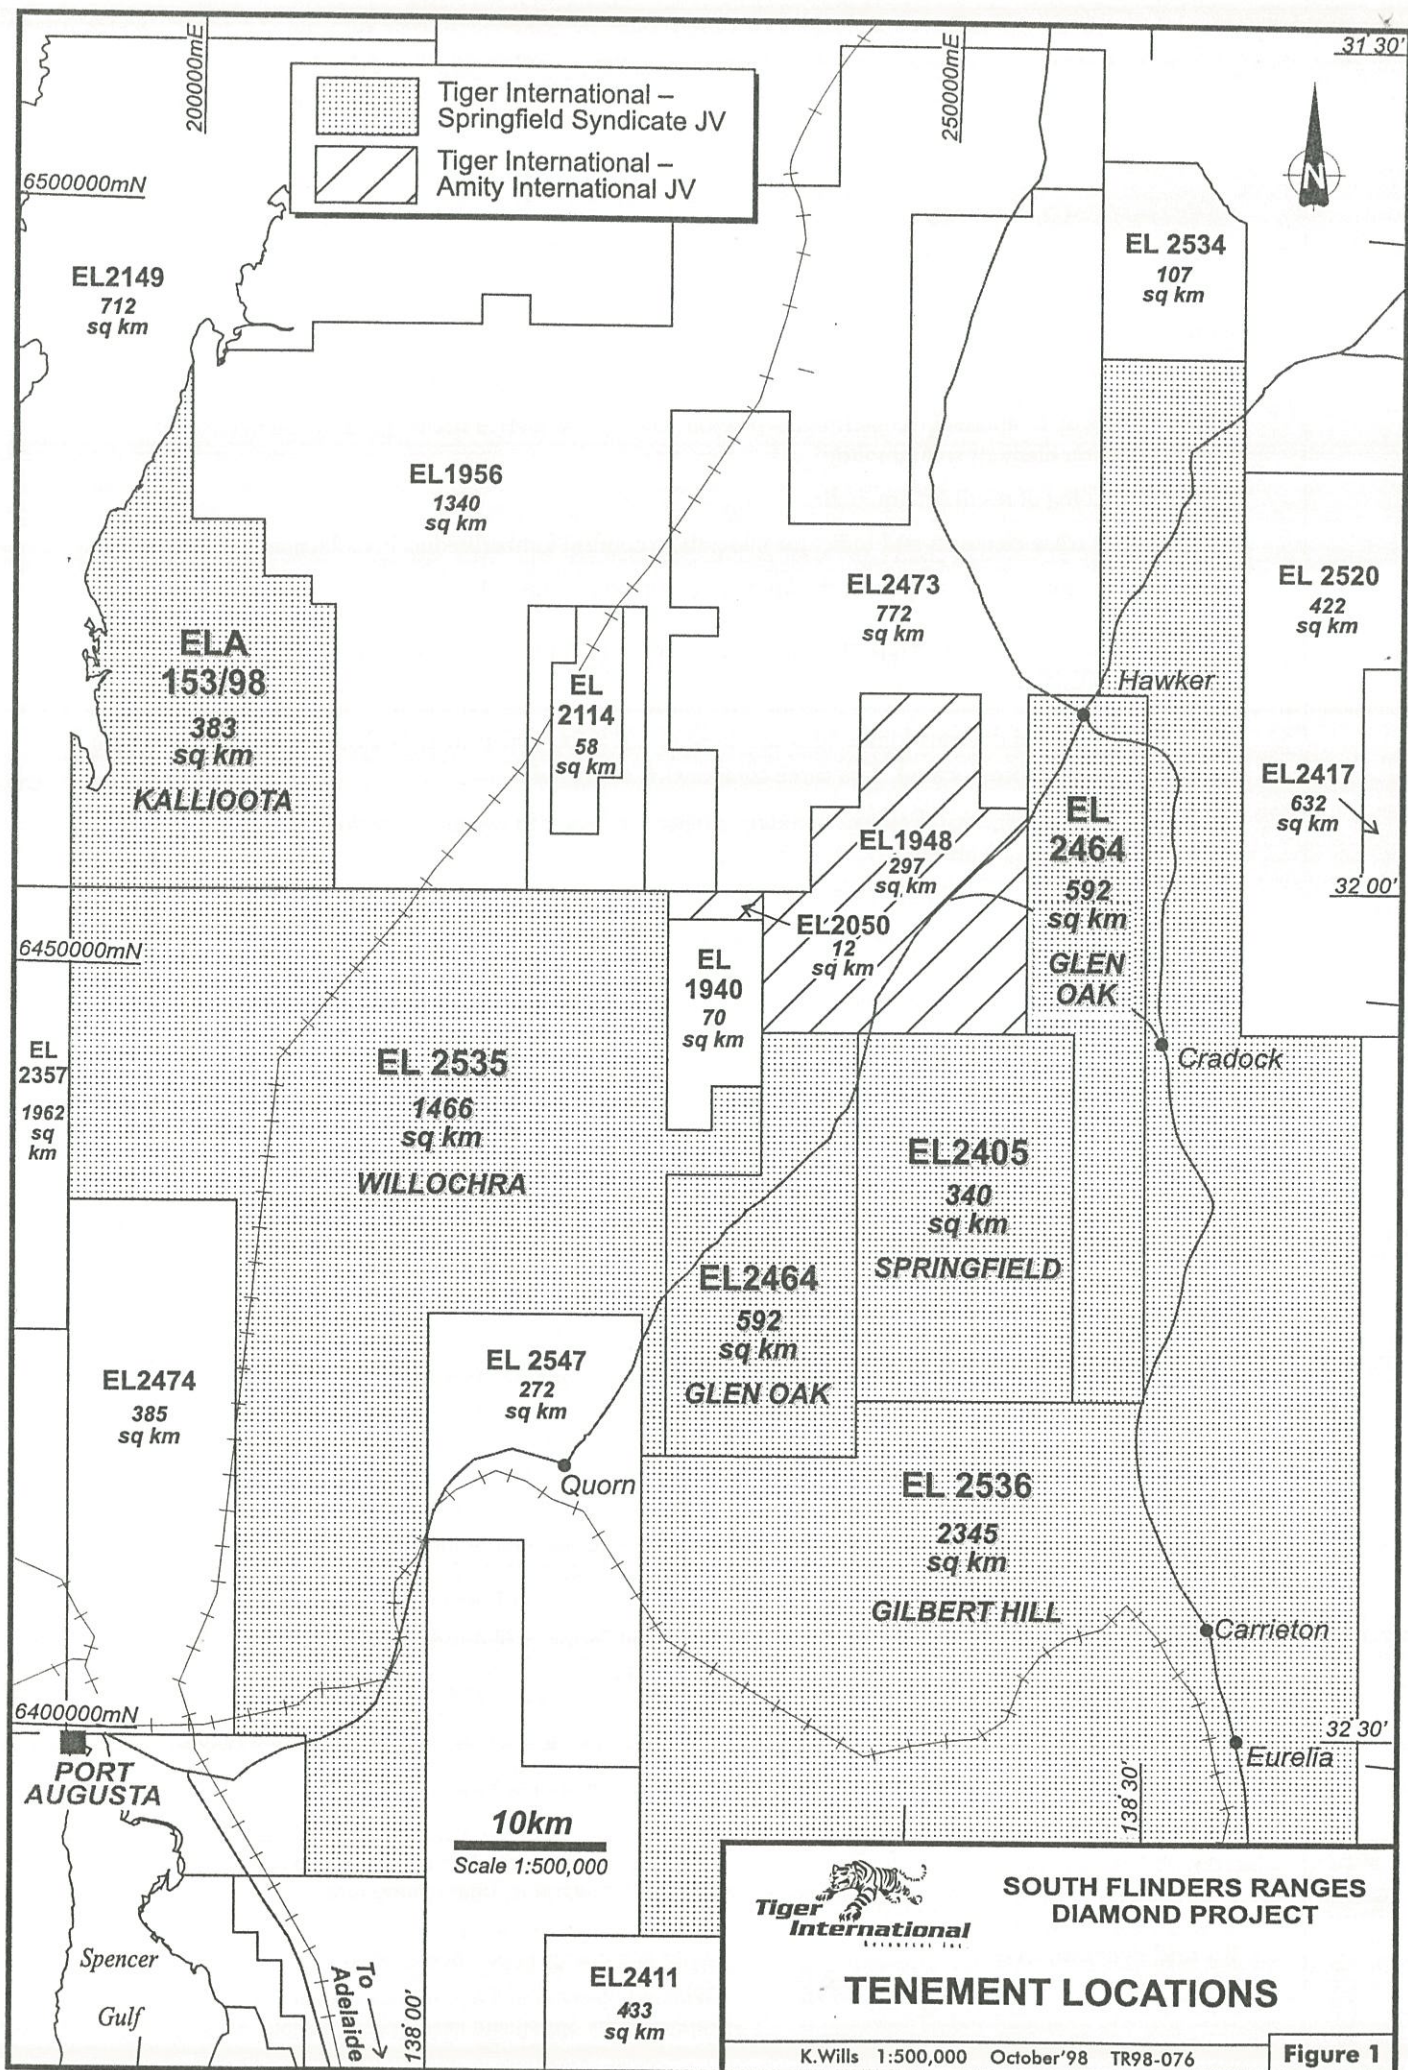 31°30'
200000mE
250000mE
Tiger International –
Springfield Syndicate JV
Tiger International –
Amity International JV
N
6500000mN
EL2149
712
sq km
EL 2534
107
sq km
EL1956
1340
sq km
EL2473
772
sq km
EL 2520
422
sq km
ELA
153/98
383
sq km
KALLIOOTA
EL
2114
58
sq km
Hawker
EL2417
632
sq km
EL
2464
592
sq km
GLEN
OAK
EL1948
297
sq km
32°00'
EL2050
12
sq km
6450000mN
EL
1940
70
sq km
EL
2357
1962
sq
km
EL 2535
1466
sq km
WILLOCHRA
Cradock
EL2405
340
sq km
SPRINGFIELD
EL2464
592
sq km
GLEN OAK
EL2474
385
sq km
EL 2547
272
sq km
Quorn
EL 2536
2345
sq km
GILBERT HILL
Carrieton
6400000mN
32°30'
PORT
AUGUSTA
Eurelia
138°30'
10km
Scale 1:500,000
Spencer
Gulf
To
Adelaide
138°00'
EL2411
433
sq km
Tiger
International
SOUTH FLINDERS RANGES
DIAMOND PROJECT
TENEMENT LOCATIONS
K.Wills 1:500,000 October'98 TR98-076
Figure 1